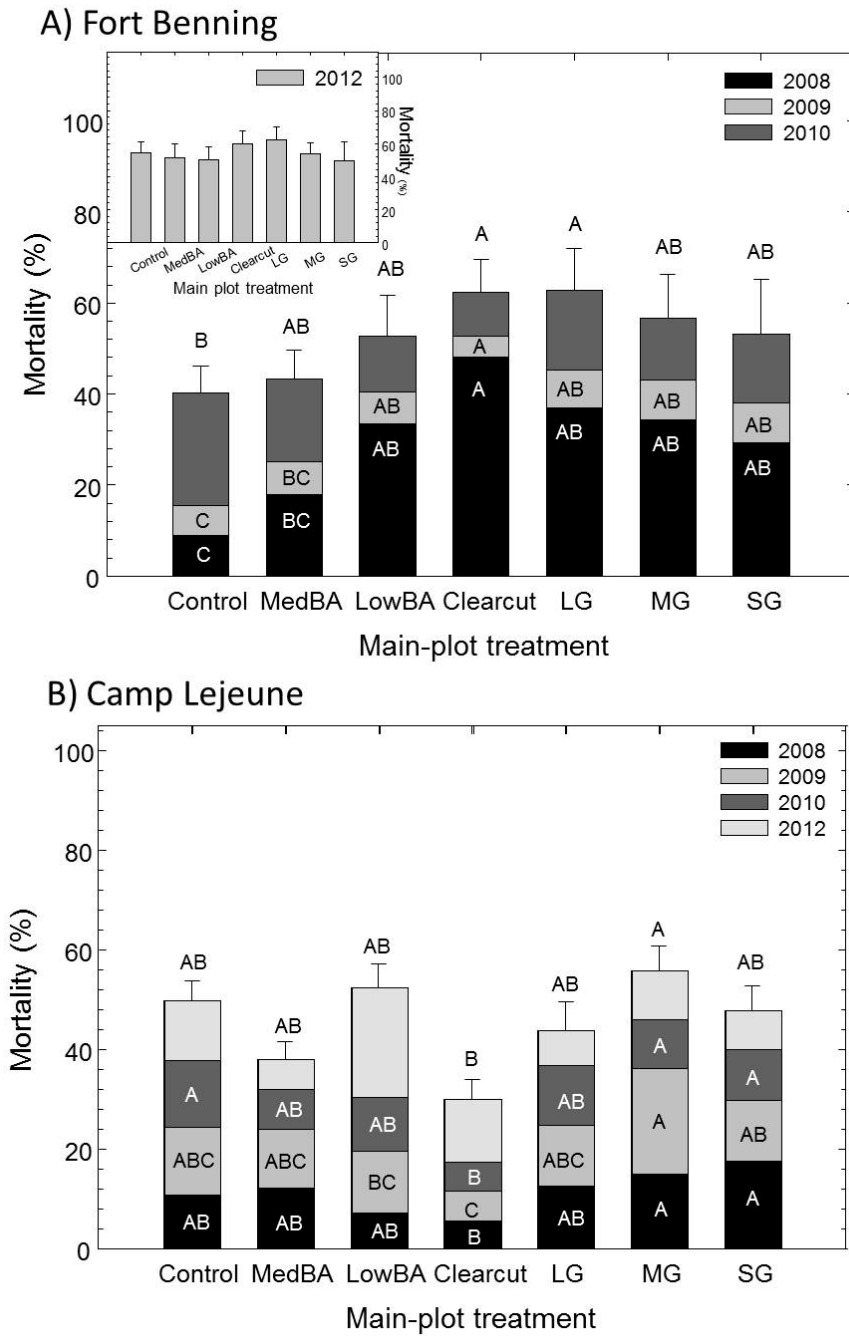 A) Fort Benning
2012
100
80
60
40
20
0
Mortality (%)
Control MedBA LowBA Clearcut LG MG SG
Main plot treatment
2008
2009
2010
100
80
60
40
20
0
Mortality (%)
B AB AB A A AB AB
C BC AB A AB AB AB
C BC AB A AB AB AB
Control MedBA LowBA Clearcut LG MG SG
Main-plot treatment
B) Camp Lejeune
2008
2009
2010
2012
100
80
60
40
20
0
Mortality (%)
AB AB AB B AB A AB
A AB AB B AB A A
ABC ABC BC C ABC A AB
AB AB AB B AB A A
Control MedBA LowBA Clearcut LG MG SG
Main-plot treatment